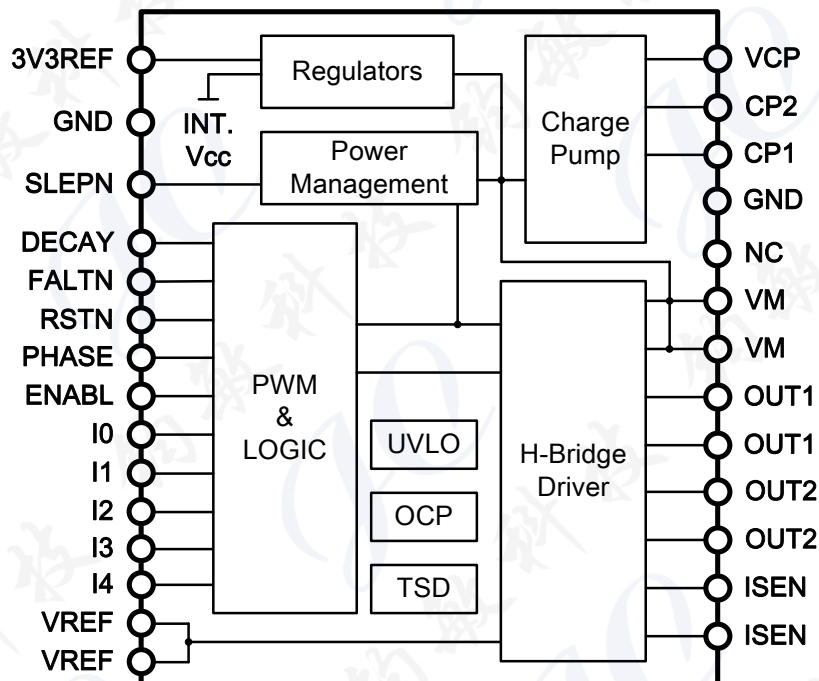 3V3REF
GND
SLEPN
DECAY
FALTN
RSTN
PHASE
ENABL
I0
I1
I2
I3
I4
VREF
VREF
Regulators
INT.
Vcc
Power
Management
Charge
Pump
PWM
&
LOGIC
UVLO
OCP
TSD
H-Bridge
Driver
VCP
CP2
CP1
GND
NC
VM
VM
OUT1
OUT1
OUT2
OUT2
ISEN
ISEN